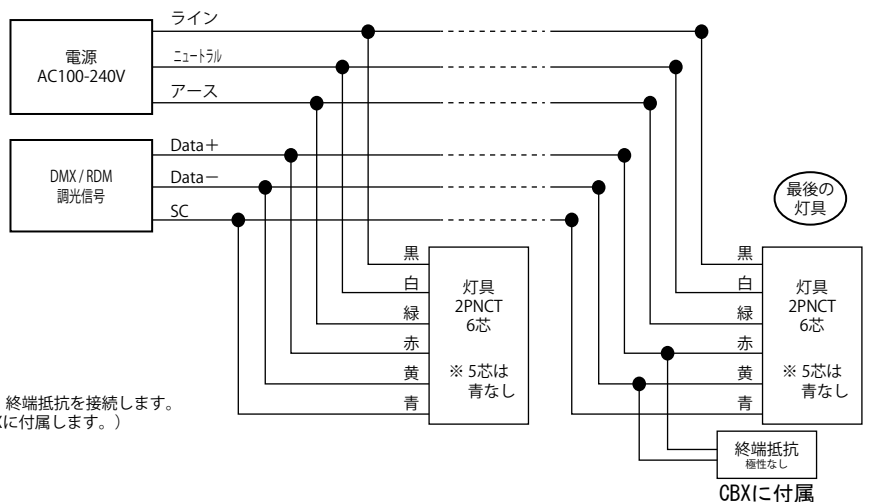 ライン
電源
AC100-240V
ニュートラル
アース
Data＋
DMX / RDM
調光信号
Data－
SC
最後の
灯具
黒
白
緑
赤
黄
青
灯具
2PNCT
6芯
※ 5芯は
青なし
黒
白
緑
赤
黄
青
灯具
2PNCT
6芯
※ 5芯は
青なし
終端抵抗を接続します。
に付属します。）
終端抵抗
極性なし
CBXに付属